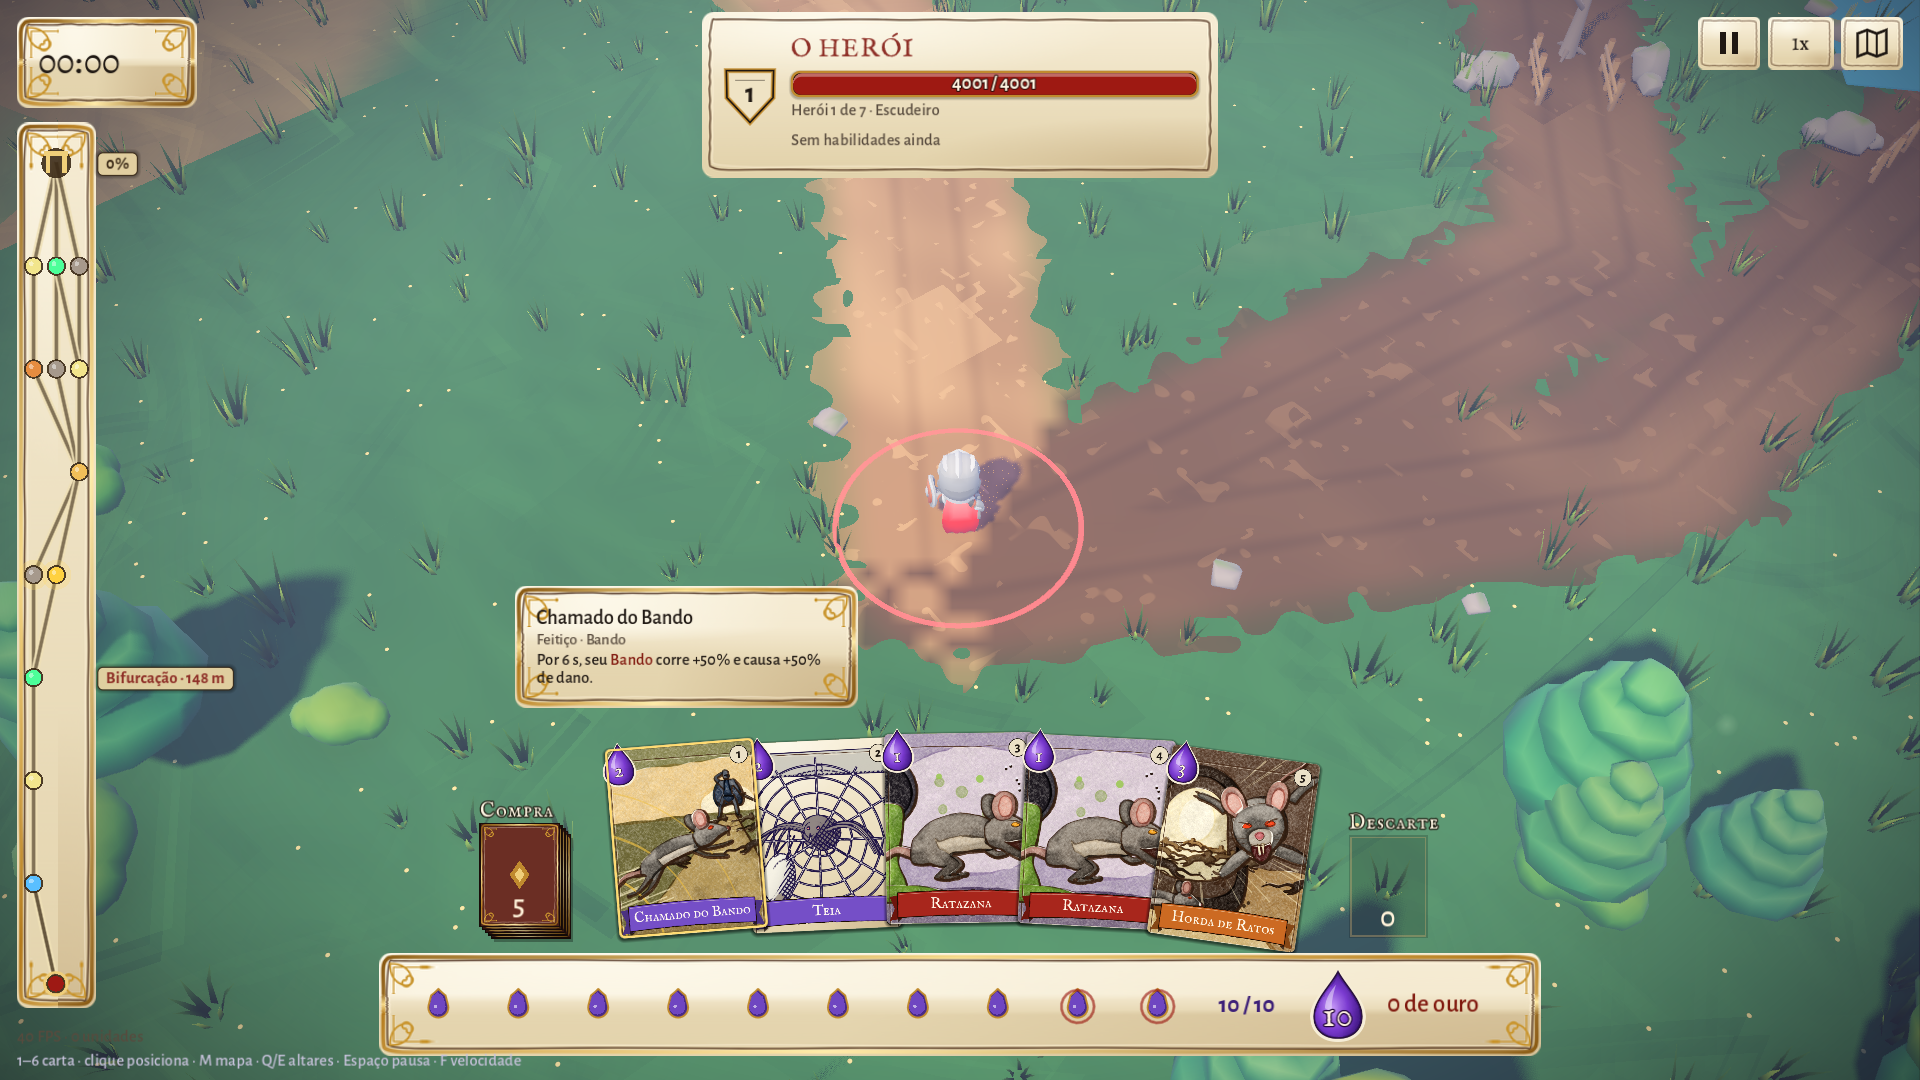 00:00
O HERÓI
1
4001 / 4001
Herói 1 de 7 · Escudeiro
Sem habilidades ainda
1x
0%
Bifurcação · 148 m
Chamado do Bando
Feitiço · Bando
Por 6 s, seu Bando corre +50% e causa +50%
de dano.
Compra
5
2
1
Chamado do Bando
2
2
Teia
1
3
Ratazana
1
4
Ratazana
3
5
Horda de Ratos
Descarte
0
10 / 10
10
0 de ouro
1–6 carta · clique posiciona · M mapa · Q/E altares · Espaço pausa · F velocidade